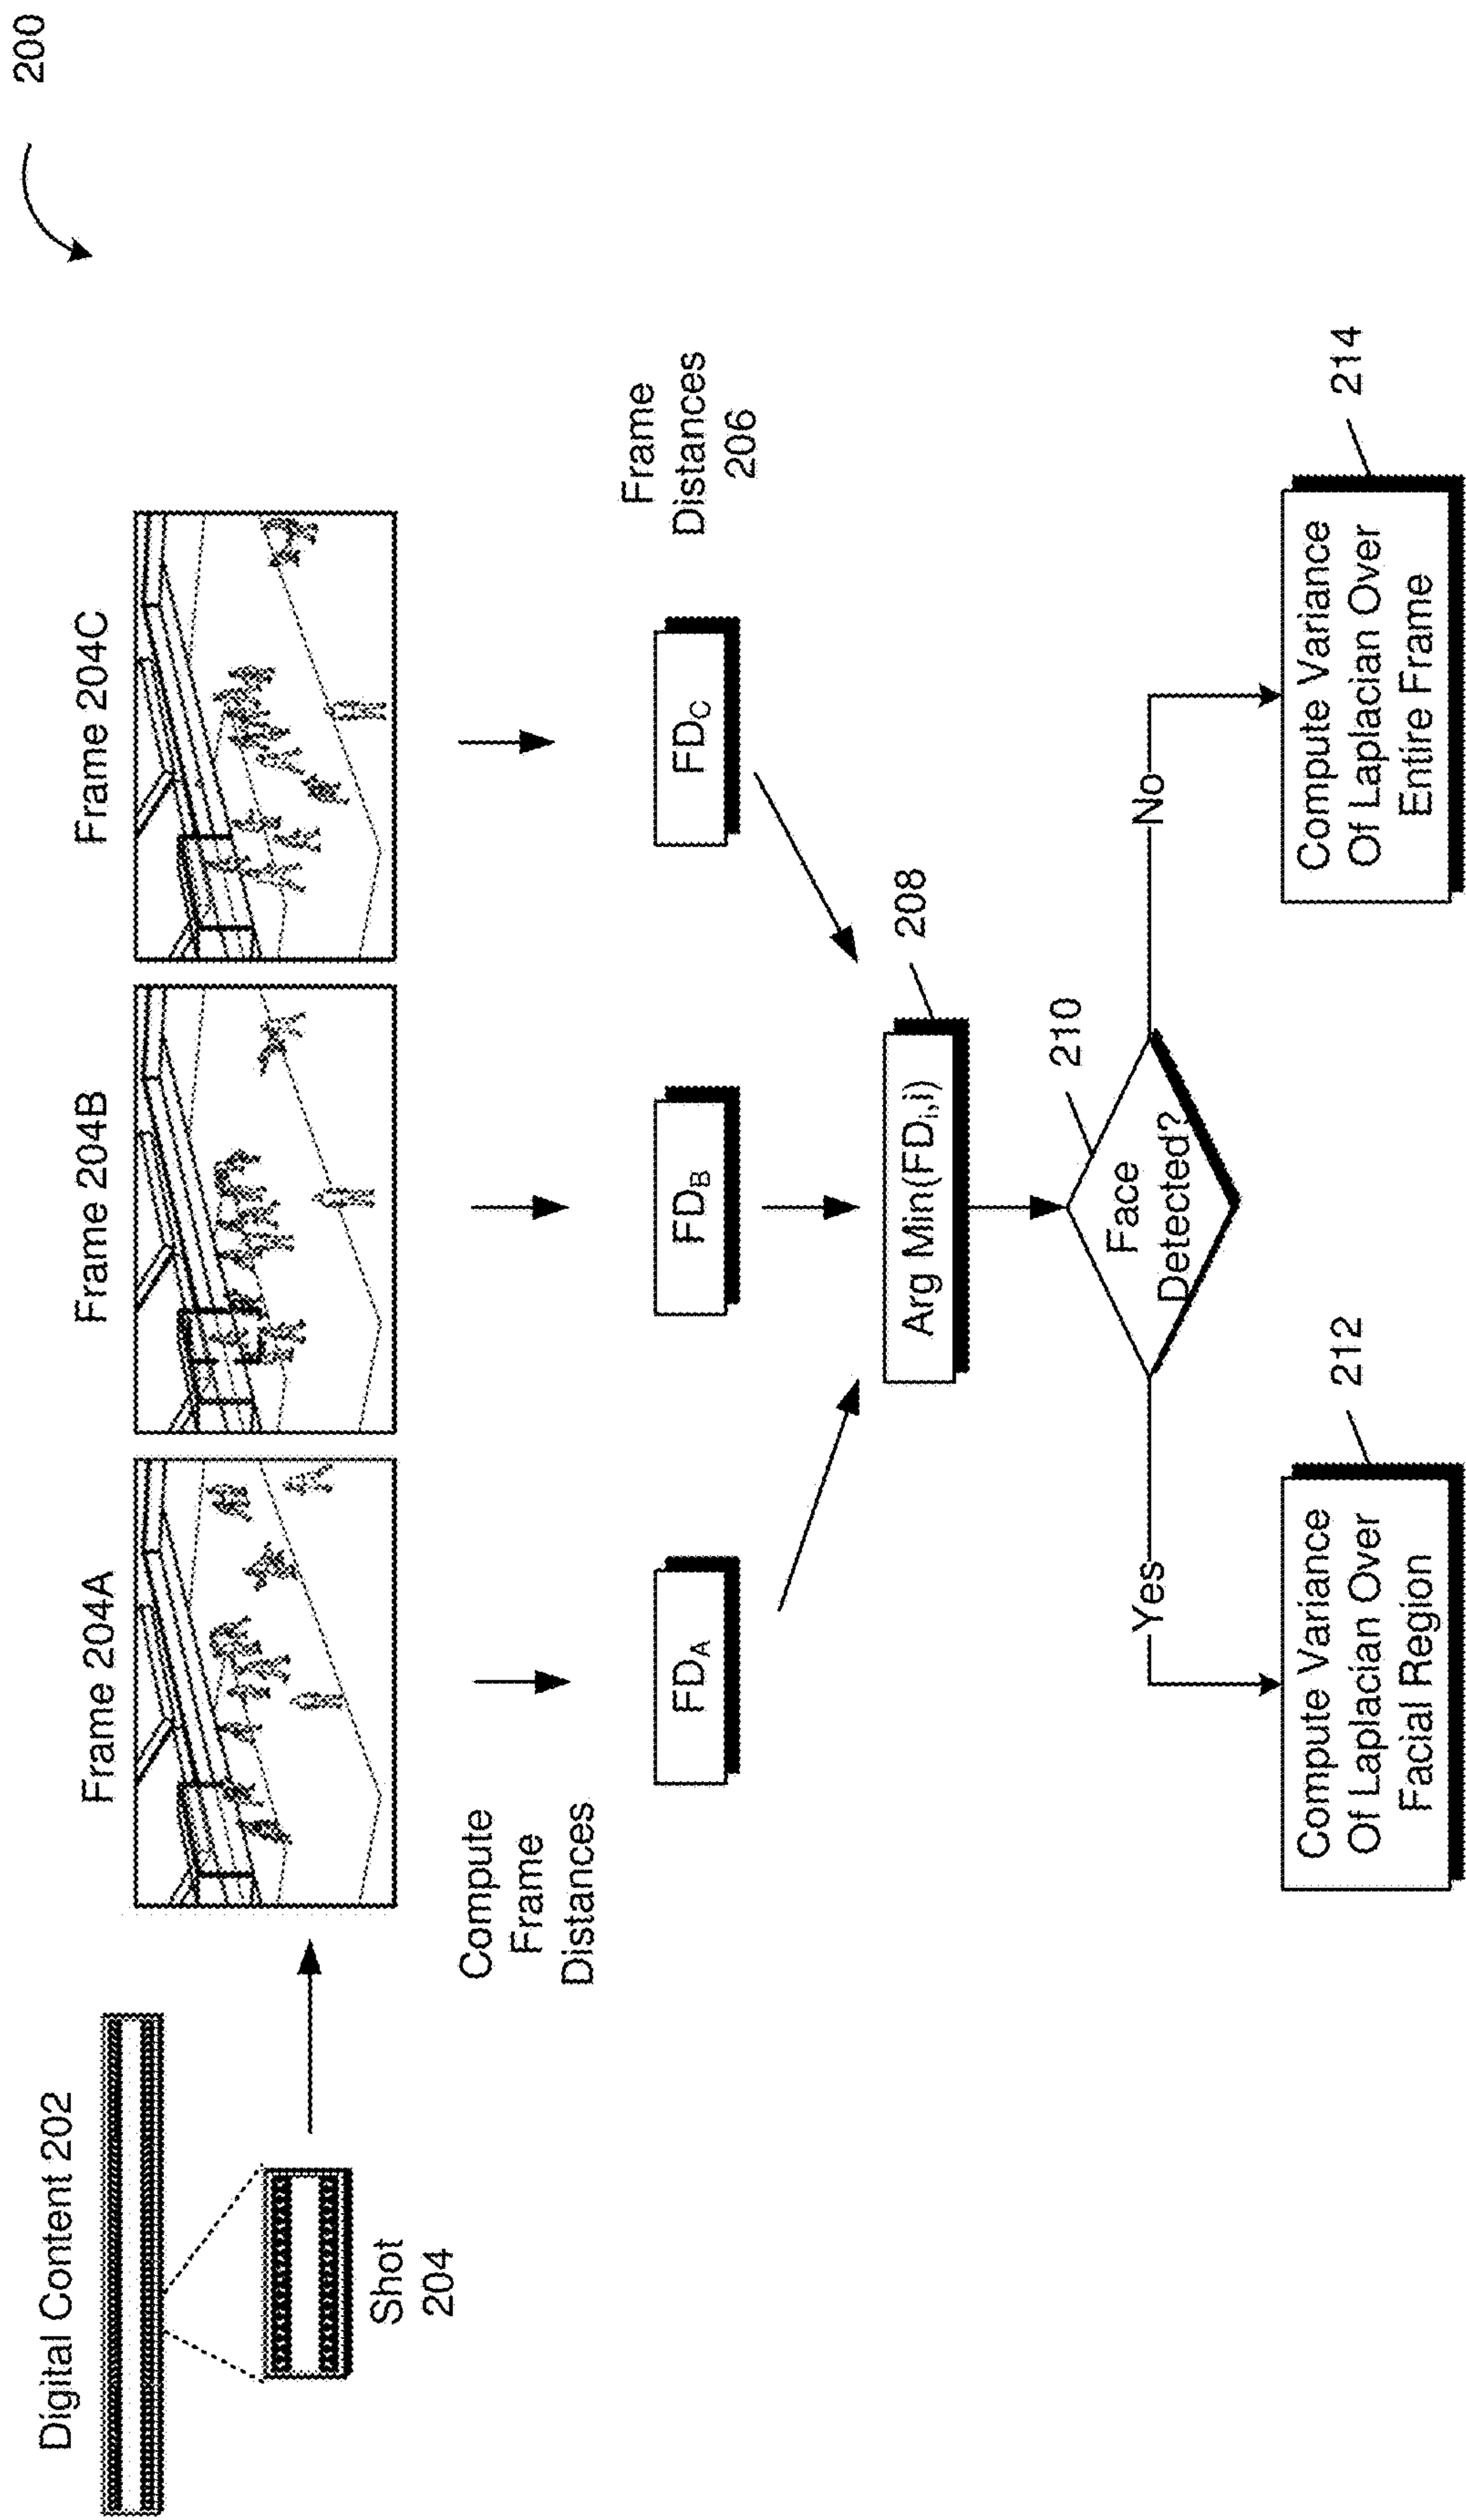 200
Digital Content 202
Shot
204
Frame 204A
Frame 204B
Frame 204C
Compute
Frame
Distances
FDA
FDB
FDC
Frame
Distances
206
Arg Min(FDi,i)
208
Face
Detected?
210
Yes
No
Compute Variance
Of Laplacian Over
Facial Region
212
Compute Variance
Of Laplacian Over
Entire Frame
214